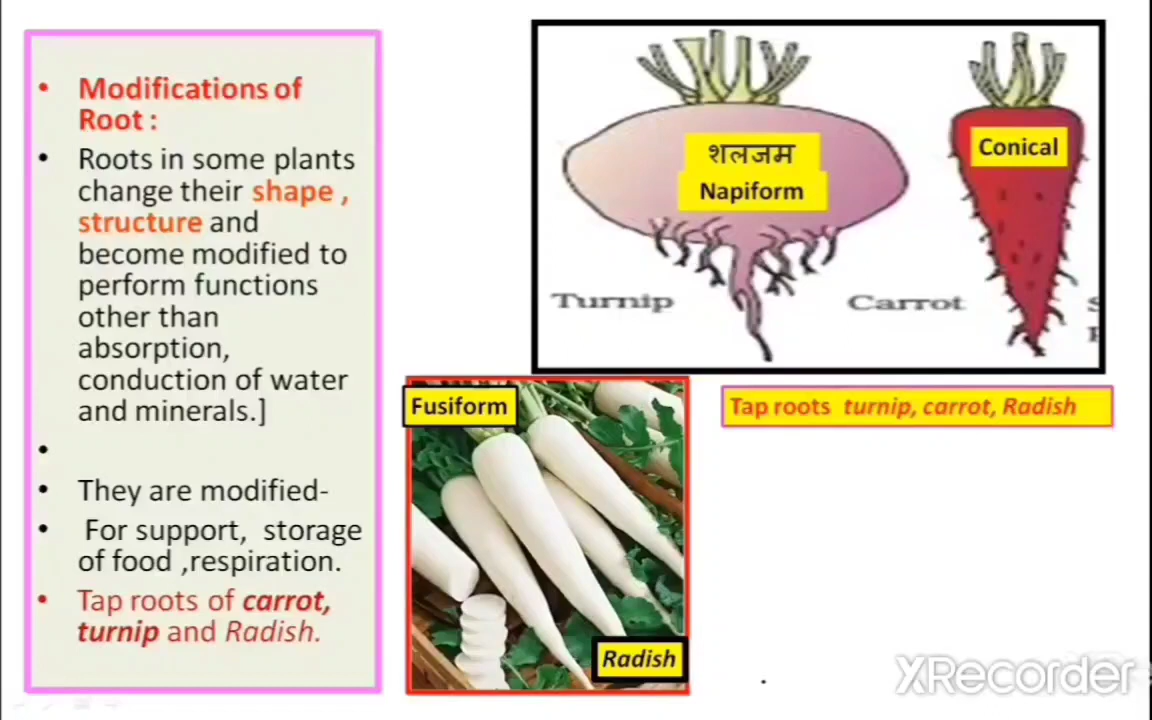 Modifications of
Root :
Roots in some plants
change their shape ,
structure and
become modified to
perform functions
other than
absorption,
conduction of water
and minerals.]
They are modified-
For support, storage
of food ,respiration.
Tap roots of carrot,
turnip and Radish.
शलजम
Napiform
Conical
Turnip
Carrot
Fusiform
Tap roots turnip, carrot, Radish
Radish
XRecorder